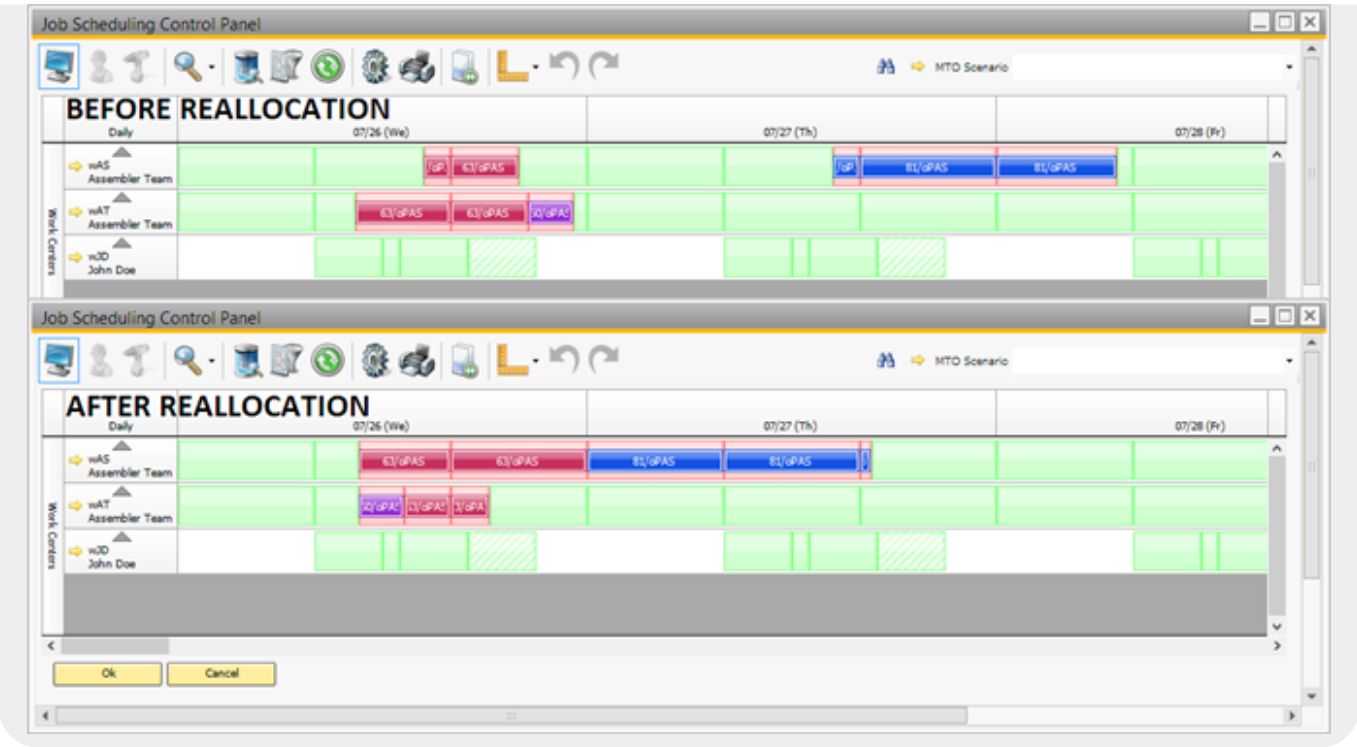 Job Scheduling Control Panel
MTO Scenario
BEFORE REALLOCATION
Daily 07/26 (We) 07/27 (Th) 07/28 (Fr)
Work Centers
wAS
Assembler Team
63/oPAS 81/oPAS 81/oPAS
wAT
Assembler Team
63/oPAS 63/oPAS
wJD
John Doe
Job Scheduling Control Panel
MTO Scenario
AFTER REALLOCATION
Daily 07/26 (We) 07/27 (Th) 07/28 (Fr)
Work Centers
wAS
Assembler Team
63/oPAS 63/oPAS 81/oPAS 81/oPAS
wAT
Assembler Team
wJD
John Doe
Ok Cancel